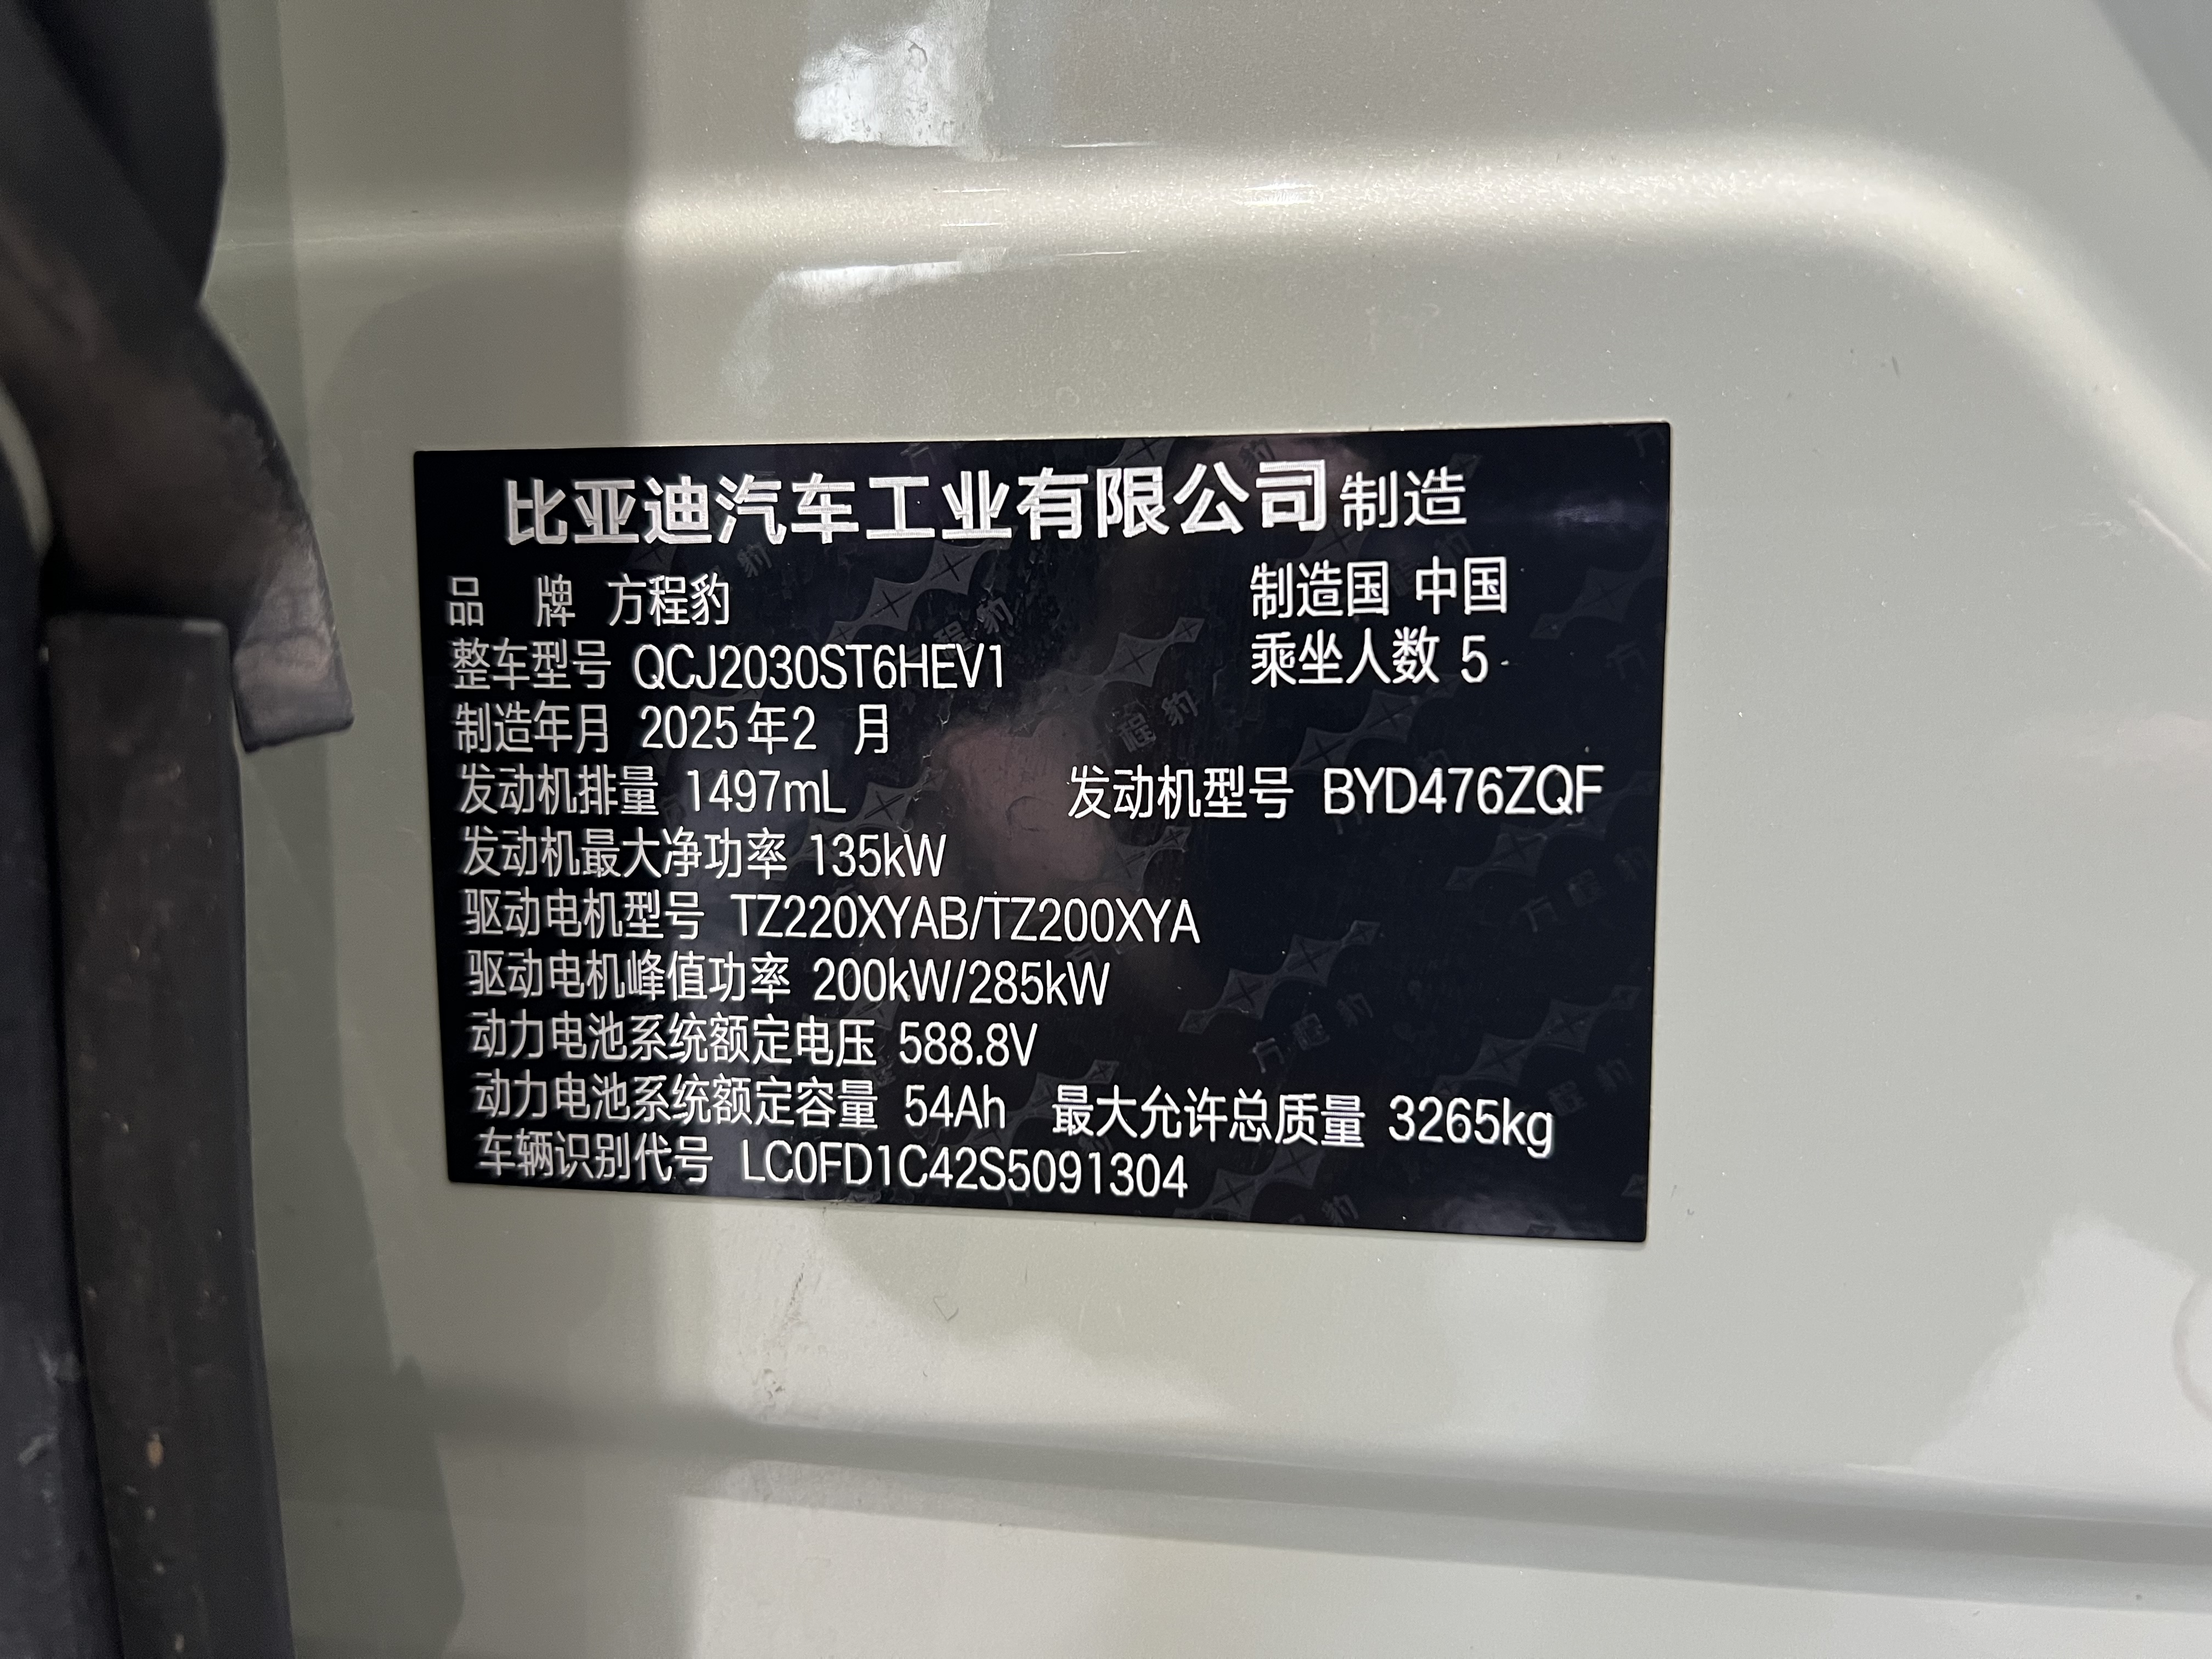 比亚迪汽车工业有限公司制造
品 牌 方程豹 制造国 中国
整车型号 QCJ2030ST6HEV1 乘坐人数 5
制造年月 2025年2 月
发动机排量 1497mL 发动机型号 BYD476ZQF
发动机最大净功率 135kW
驱动电机型号 TZ220XYAB/TZ200XYA
驱动电机峰值功率 200kW/285kW
动力电池系统额定电压 588.8V
动力电池系统额定容量 54Ah 最大允许总质量 3265kg
车辆识别代号 LC0FD1C42S5091304